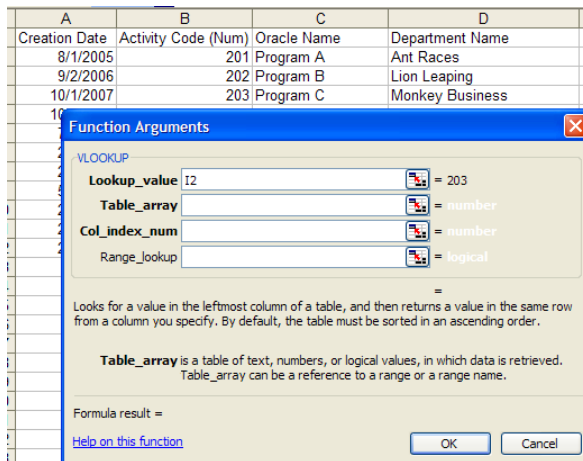 A B C D
Creation Date Activity Code (Num) Oracle Name Department Name
8/1/2005 201 Program A Ant Races
9/2/2006 202 Program B Lion Leaping
10/1/2007 203 Program C Monkey Business
Function Arguments
VLOOKUP
Lookup_value I2 = 203
Table_array = number
Col_index_num = number
Range_lookup = logical
=
Looks for a value in the leftmost column of a table, and then returns a value in the same row
from a column you specify. By default, the table must be sorted in an ascending order.
Table_array is a table of text, numbers, or logical values, in which data is retrieved.
Table_array can be a reference to a range or a range name.
Formula result =
Help on this function OK Cancel